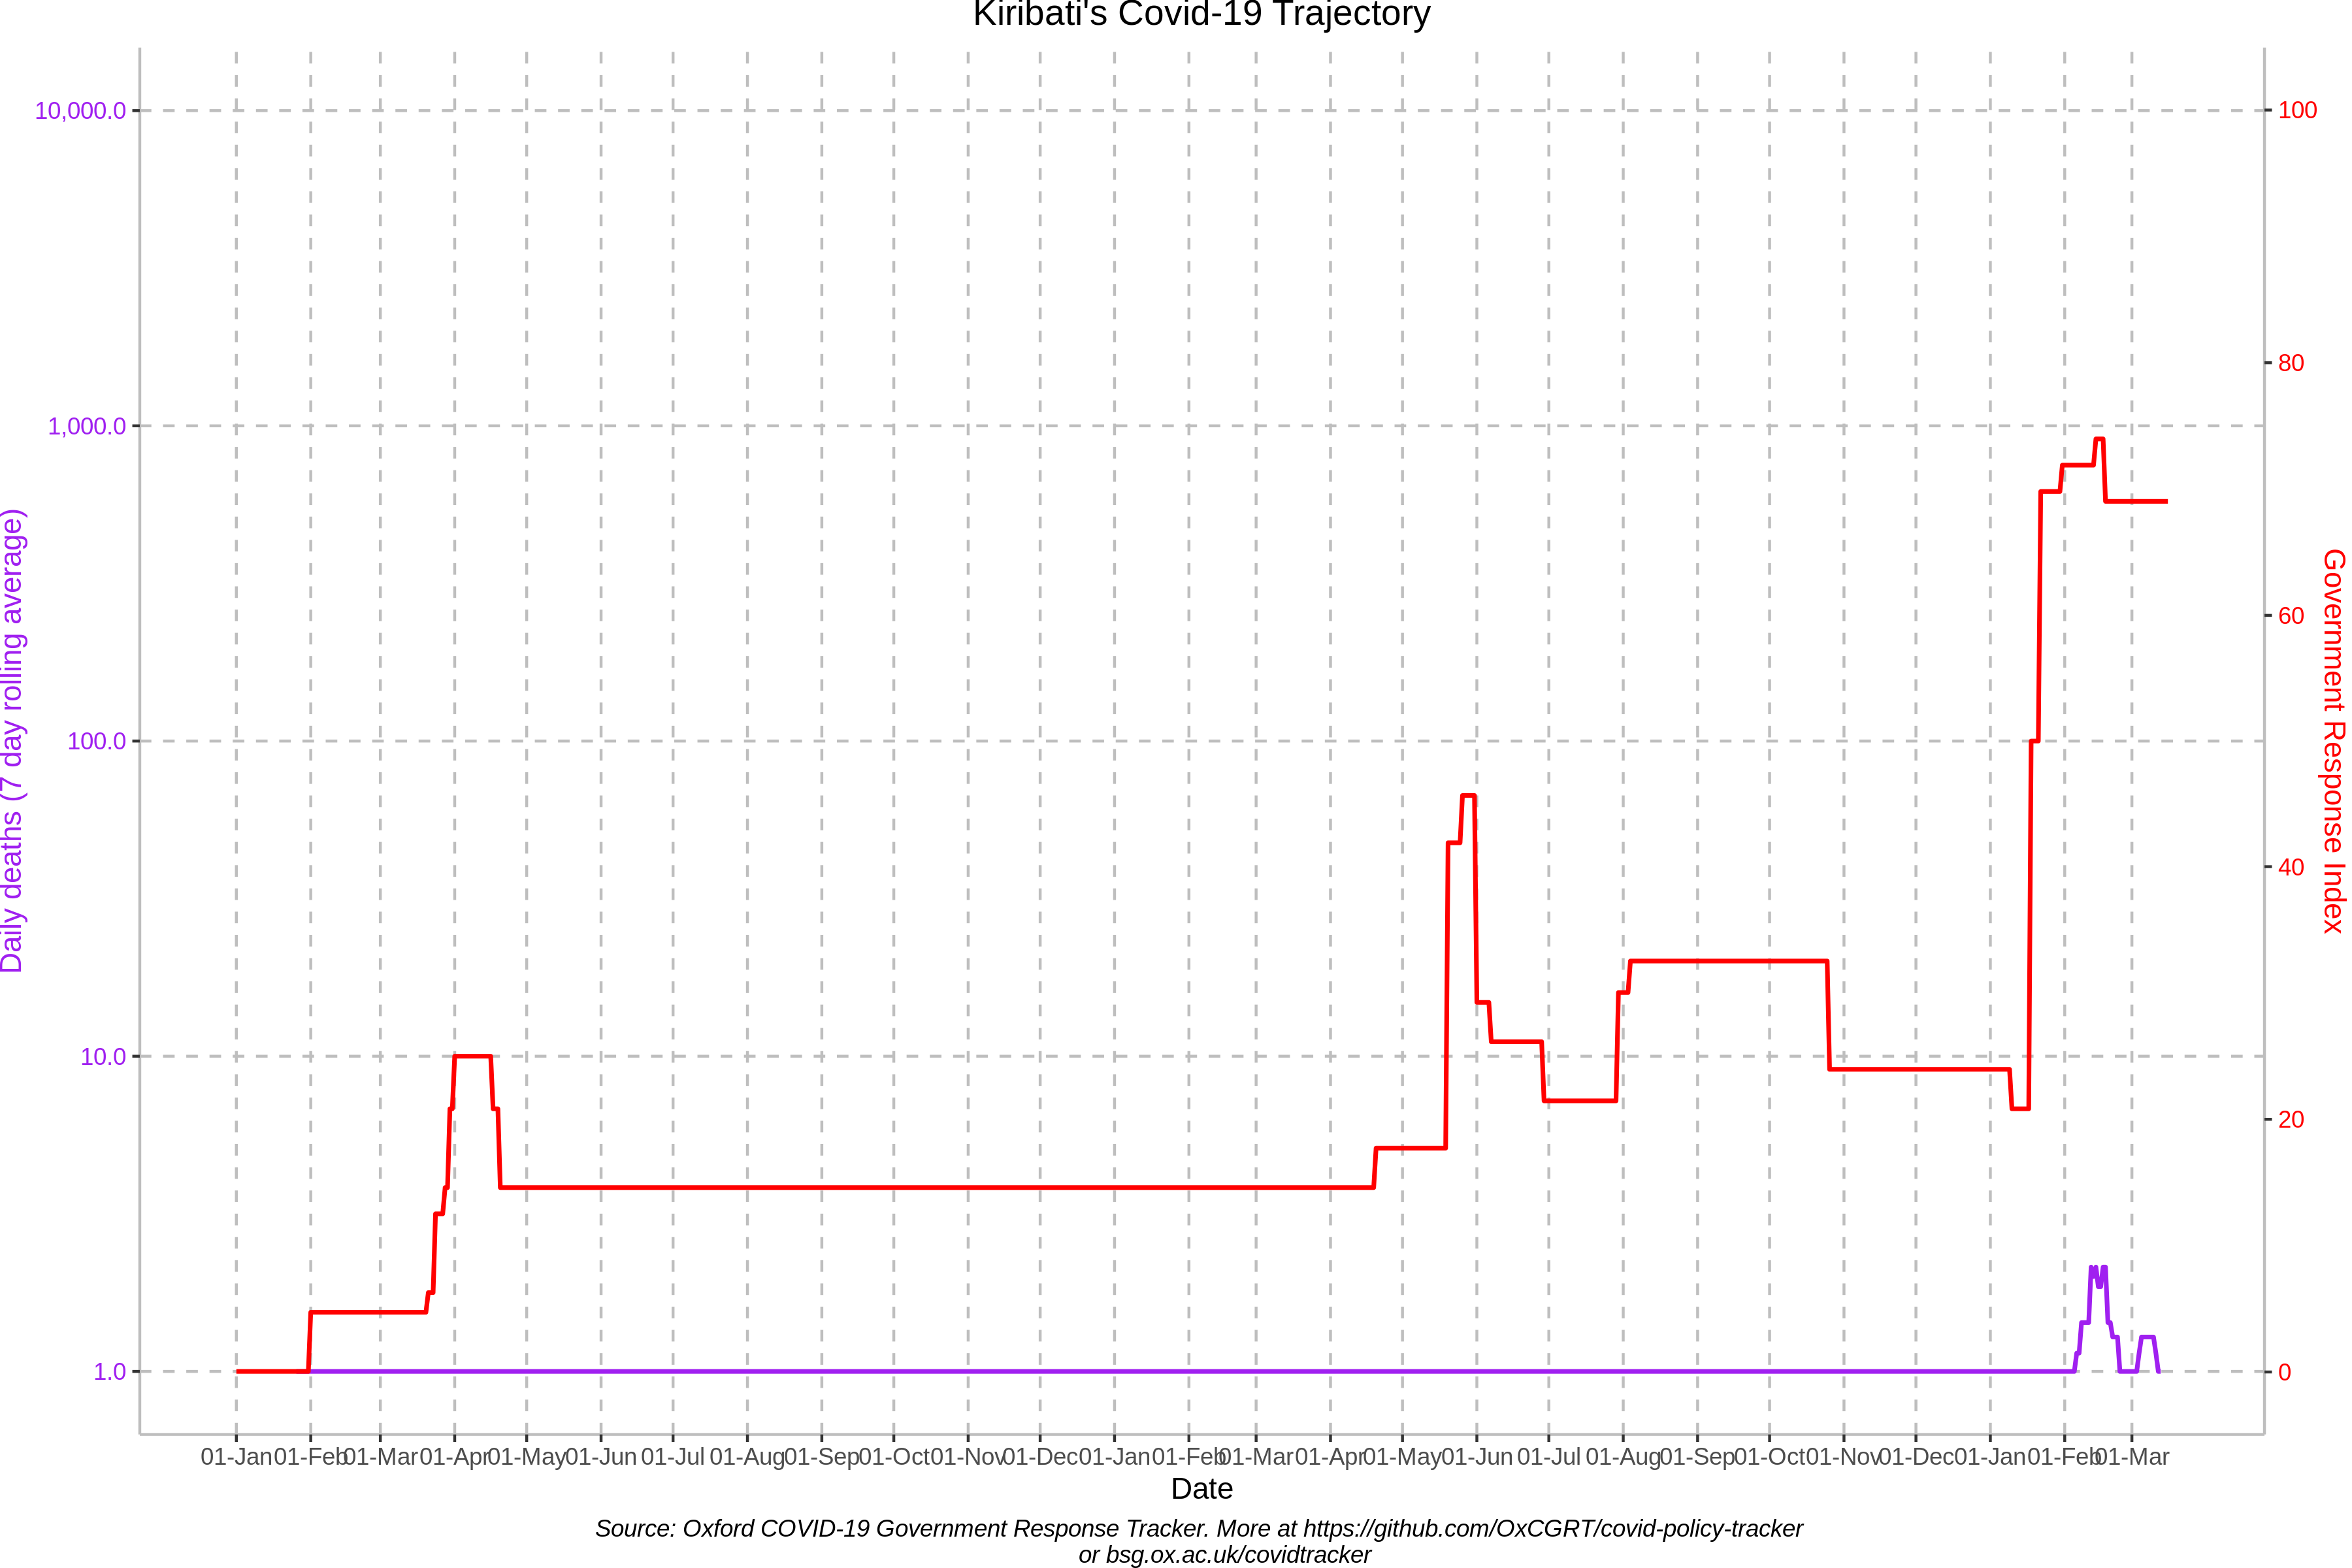 Kiribati's Covid-19 Trajectory
10,000.0
1,000.0
100.0
10.0
1.0
Daily deaths (7 day rolling average)
100
80
60
40
20
0
Government Response Index
01-Jan 01-Feb 01-Mar 01-Apr 01-May 01-Jun 01-Jul 01-Aug 01-Sep 01-Oct 01-Nov 01-Dec 01-Jan 01-Feb 01-Mar 01-Apr 01-May 01-Jun 01-Jul 01-Aug 01-Sep 01-Oct 01-Nov 01-Dec 01-Jan 01-Feb 01-Mar
Date
Source: Oxford COVID-19 Government Response Tracker. More at https://github.com/OxCGRT/covid-policy-tracker
or bsg.ox.ac.uk/covidtracker